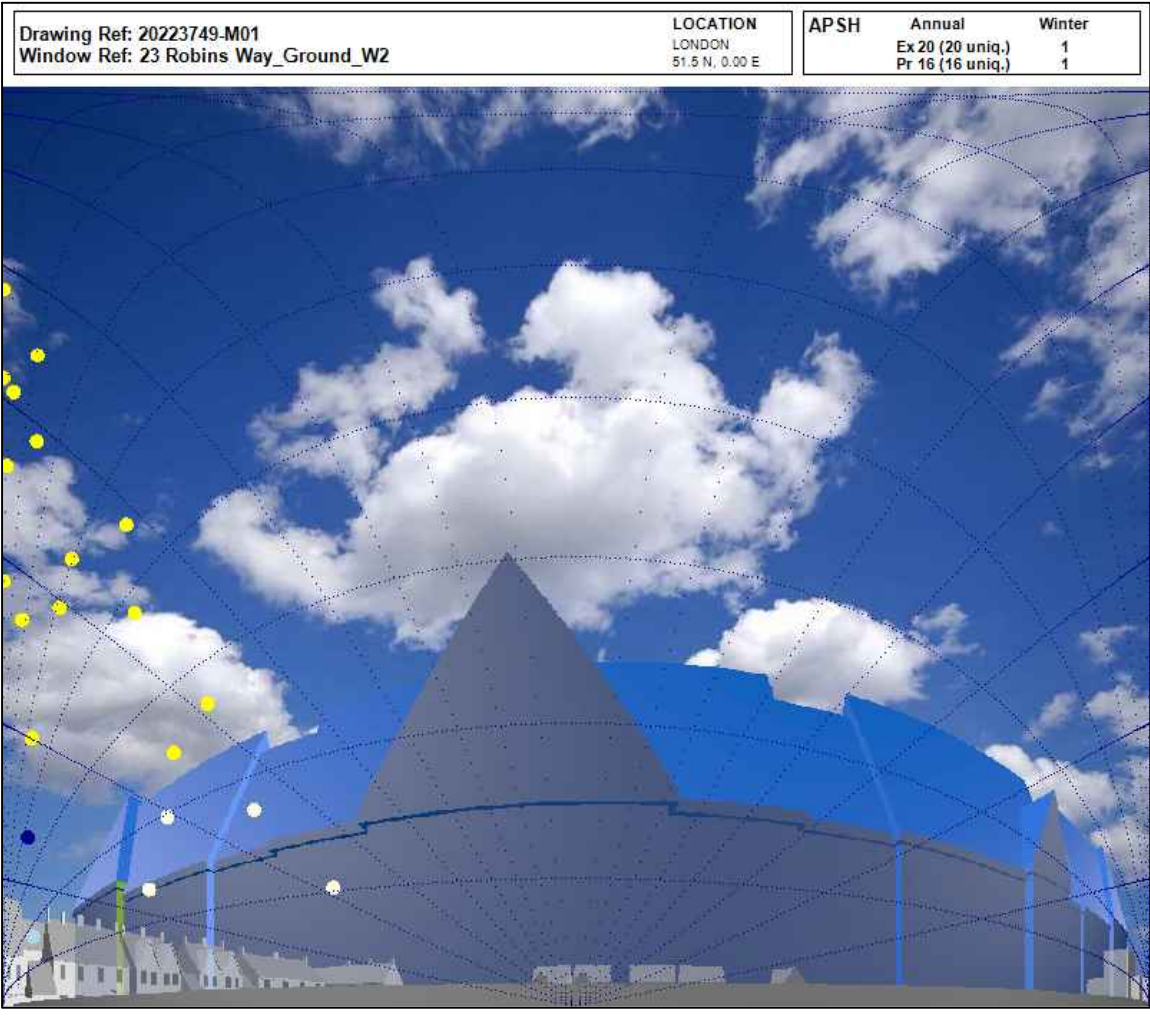 Drawing Ref: 20223749-M01
Window Ref: 23 Robins Way_Ground_W2
LOCATION
LONDON
51.5 N, 0.00 E
APSH Annual Winter
Ex 20 (20 uniq.) 1
Pr 16 (16 uniq.) 1